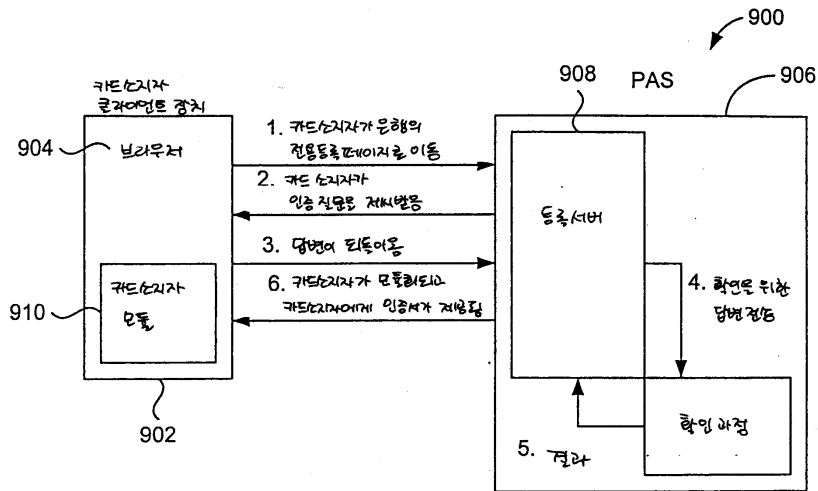 900
908
PAS
906
카드소지자
클라이언트 장치
904
브라우저
1. 카드소지자가 은행의
전용등록페이지로 이동
2. 카드 소지자가
인증 질문을 제시받음
등록서버
3. 답변이 되돌아옴
6. 카드소지자가 모듈화되고
카드소지자에게 인증서가 제공됨
4. 확인을 위한
답변 전송
910
카드소지자
모듈
902
확인 과정
5. 결과